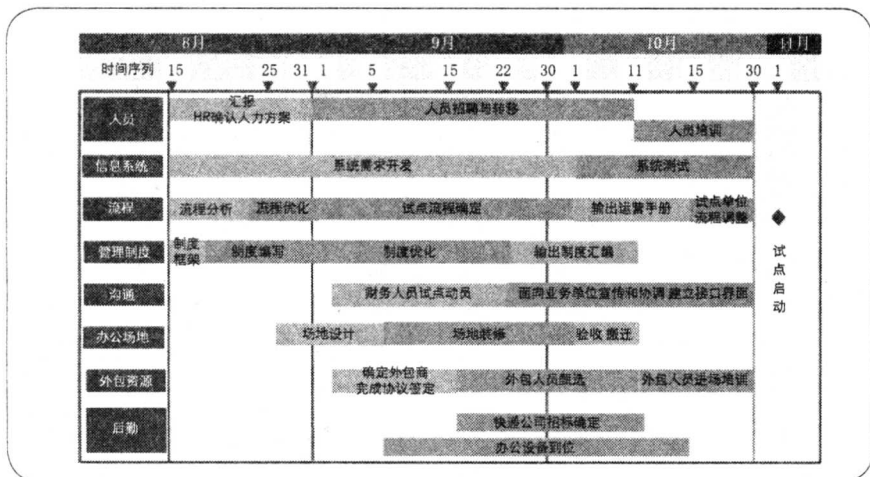 8月 9月 10月 11月
时间序列 15 25 31 1 5 15 22 30 1 11 15 30 1
人员
汇报
HR确认人力方案
人员招聘与转移
人员培训
信息系统 系统需求开发 系统测试
流程 流程分析 流程优化 试点流程确定 输出运营手册
试点单位
流程调整
管理制度
制度
框架
制度编写 制度优化 输出制度汇编
沟通 财务人员试点动员 面向业务单位宣传和协调 建立接口界面
办公场地 场地设计 场地装修 验收 搬迁
外包资源
确定外包商
完成协议签定
外包人员甄选 外包人员进场培训
后勤
快递公司招标确定
办公设备到位
试点启动